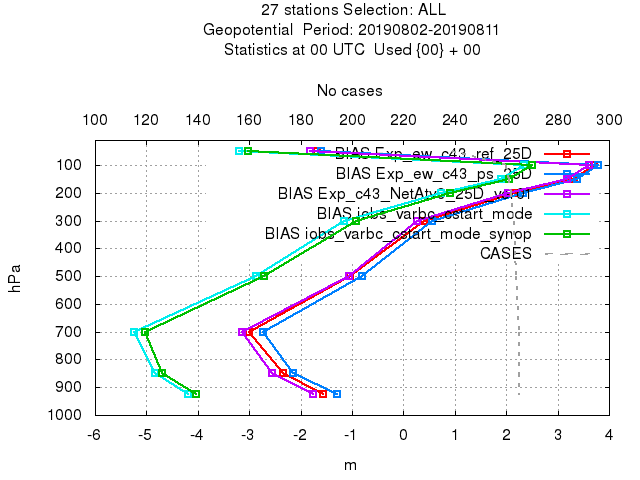 27 stations Selection: ALL
Geopotential  Period: 20190802-20190811
Statistics at 00 UTC  Used {00} + 00
No cases
100 120 140 160 180 200 220 240 260 280 300
BIAS Exp_ew_c43_ref_25D
100
BIAS Exp_ew_c43_ps_25D
200
BIAS Exp_c43_NetAtv3_25D_
BIAS iobs_varbc_cstart_mode
300
BIAS iobs_varbc_cstart_mode_synop
400
CASES
hPa
500
600
700
800
900
1000
-6 -5 -4 -3 -2 -1 0 1 2 3 4
m